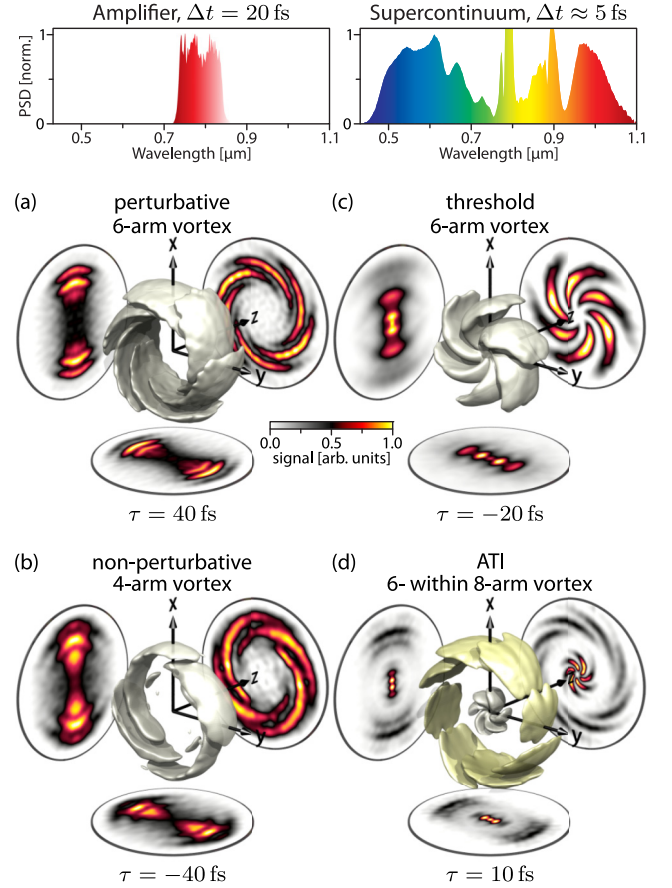 Amplifier, Δt = 20 fs
Supercontinuum, Δt ≈ 5 fs
PSD [norm.]
1
0
0.5 0.7 0.9 1.1
Wavelength [μm]
1
0
0.5 0.6 0.8 0.9 1.1
Wavelength [μm]
(a) perturbative
6-arm vortex
x
z
y
τ = 40 fs
(c) threshold
6-arm vortex
x
z
y
τ = −20 fs
0.0 0.5 1.0
signal [arb. units]
(b) non-perturbative
4-arm vortex
x
z
y
τ = −40 fs
(d) ATI
6- within 8-arm vortex
x
z
y
τ = 10 fs